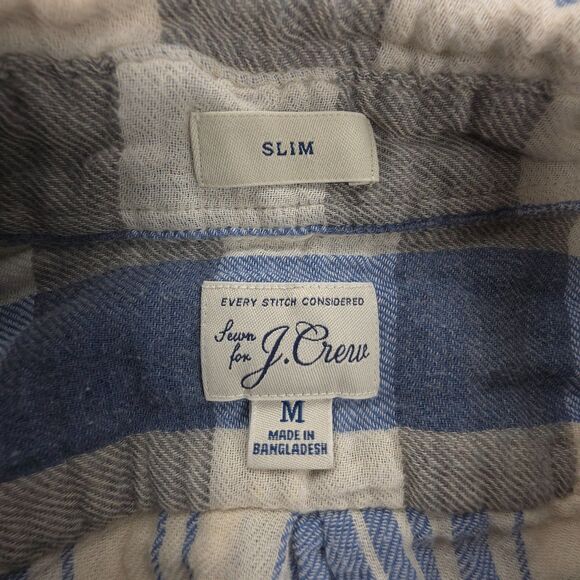 SLIM
EVERY STITCH CONSIDERED
Sewn
for J.Crew
M
MADE IN
BANGLADESH